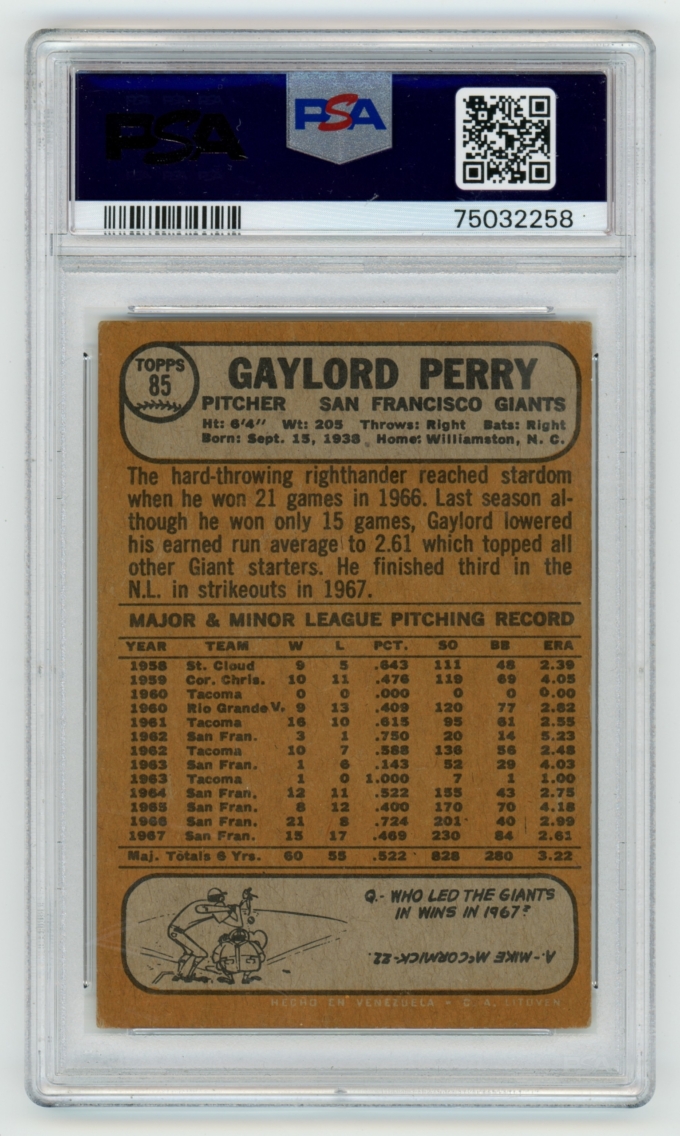 PSA
PSA
75032258
TOPPS
85
GAYLORD PERRY
PITCHER SAN FRANCISCO GIANTS
Ht: 6'4" Wt: 205 Throws: Right Bats: Right
Born: Sept. 15, 1938 Home: Williamston, N. C.
The hard-throwing righthander reached stardom
when he won 21 games in 1966. Last season al-
though he won only 15 games, Gaylord lowered
his earned run average to 2.61 which topped all
other Giant starters. He finished third in the
N.L. in strikeouts in 1967.
MAJOR & MINOR LEAGUE PITCHING RECORD
YEAR TEAM W L PCT. SO BB ERA
1958 St. Cloud 9 5 .643 111 48 2.39
1959 Cor. Chris. 10 11 .476 119 69 4.05
1960 Tacoma 0 0 .000 0 0 0.00
1960 Rio Grande V. 9 13 .409 120 77 2.82
1961 Tacoma 16 10 .615 95 61 2.55
1962 San Fran. 3 1 .750 20 14 5.23
1962 Tacoma 10 7 .588 136 56 2.48
1963 San Fran. 1 6 .143 52 29 4.03
1963 Tacoma 1 0 1.000 7 1 1.00
1964 San Fran. 12 11 .522 155 43 2.75
1965 San Fran. 8 12 .400 170 70 4.18
1966 San Fran. 21 8 .724 201 40 2.99
1967 San Fran. 15 17 .469 230 84 2.61
Maj. Totals 6 Yrs. 60 55 .522 828 280 3.22
Q.- WHO LED THE GIANTS
IN WINS IN 1967?
A.- MIKE McCORMICK-22.
HECHO EN VENEZUELA - C. A. LITOVEN